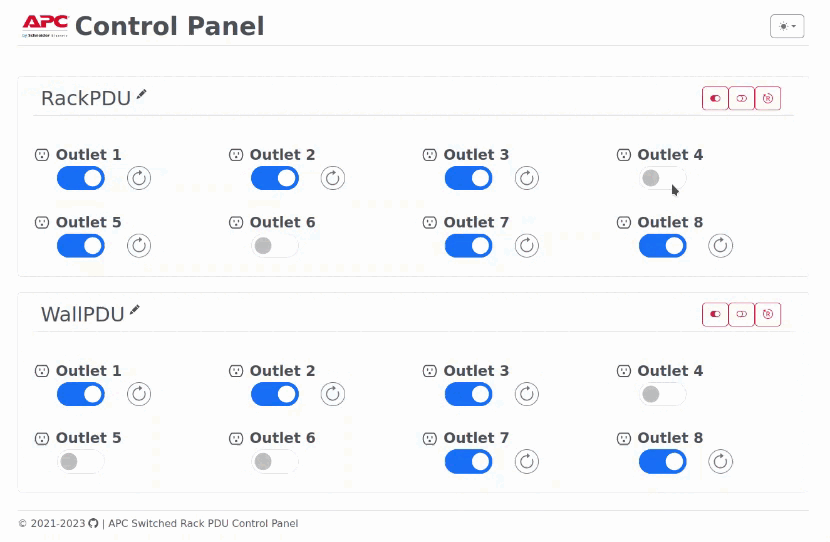 APC
by Schneider Electric
Control Panel
RackPDU
Outlet 1 Outlet 2 Outlet 3 Outlet 4
Outlet 5 Outlet 6 Outlet 7 Outlet 8
WallPDU
Outlet 1 Outlet 2 Outlet 3 Outlet 4
Outlet 5 Outlet 6 Outlet 7 Outlet 8
© 2021-2023 | APC Switched Rack PDU Control Panel